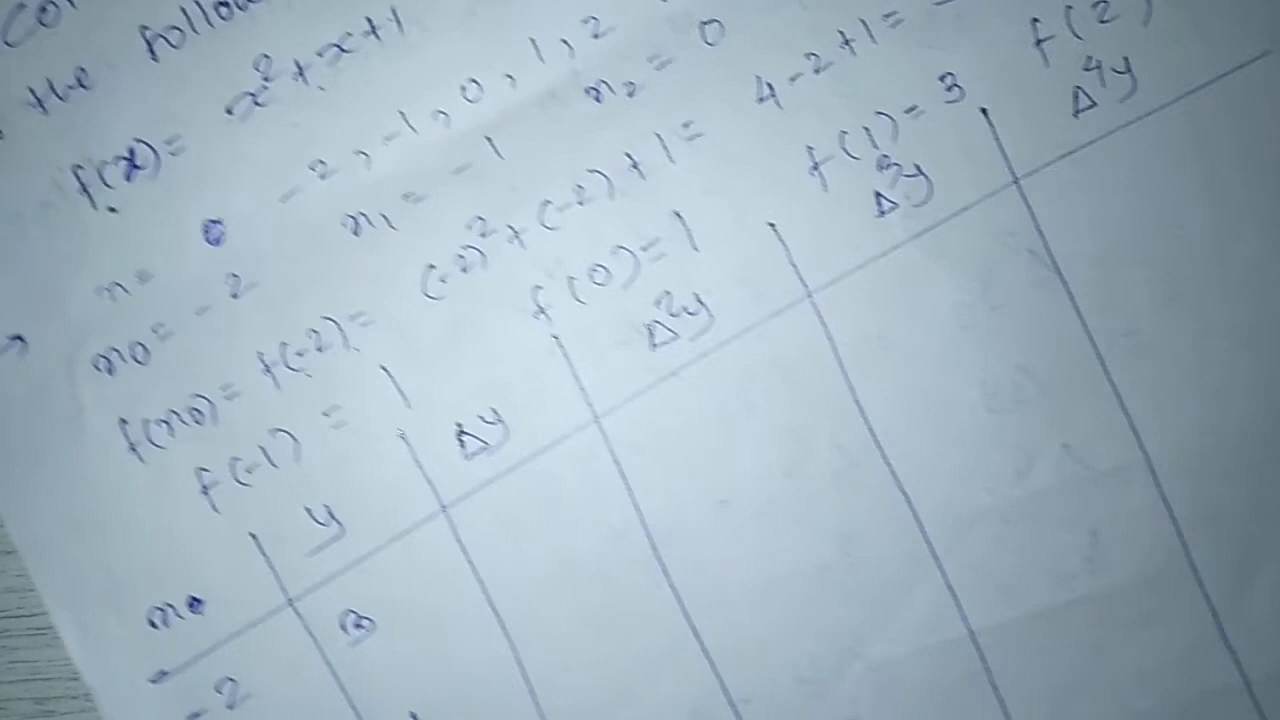 the follow
f(x) = x²+x+1
x = -2, -1, 0, 1, 2
x0 = -2 x1 = -1 x2 = 0
f(x0) = f(-2) = (-2)²+(-2)+1 = 4-2+1 =
f(-1) = 1 f(0) = 1 f(1) = 3 f(2)
x y Δy Δ²y Δ³y Δ⁴y
-2 3